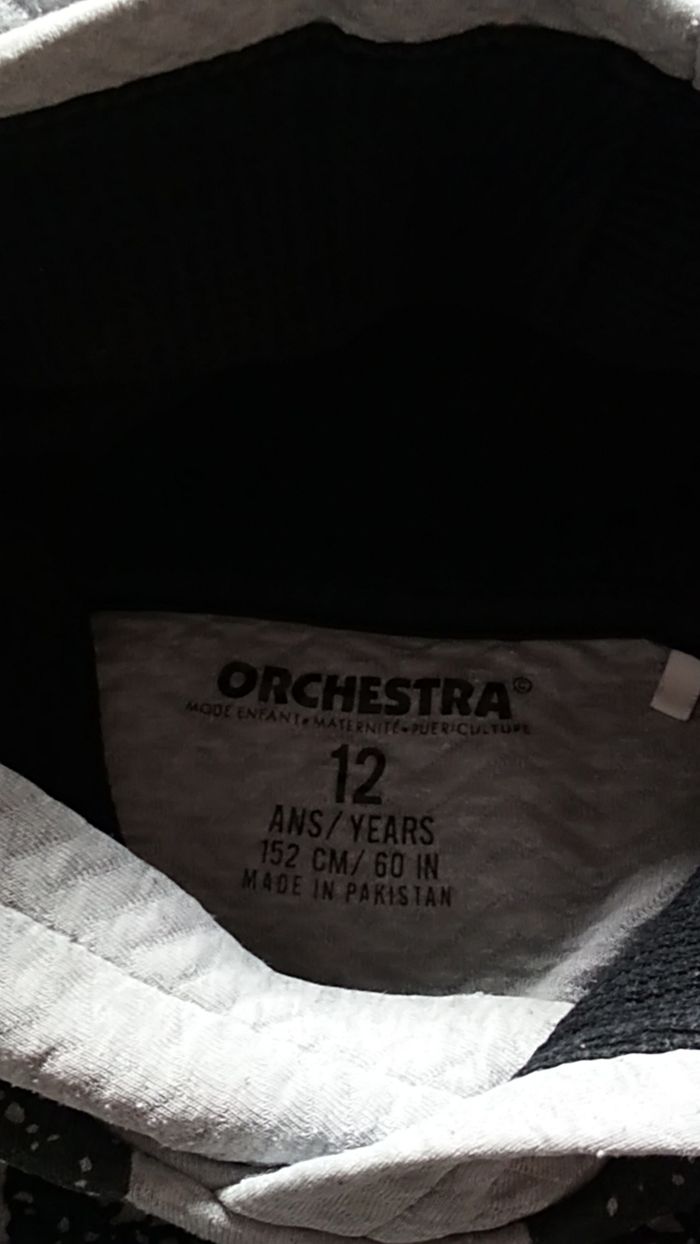 ORCHESTRA©
MODE ENFANT • MATERNITÉ • PUÉRICULTURE
12
ANS/YEARS
152 CM/ 60 IN
MADE IN PAKISTAN